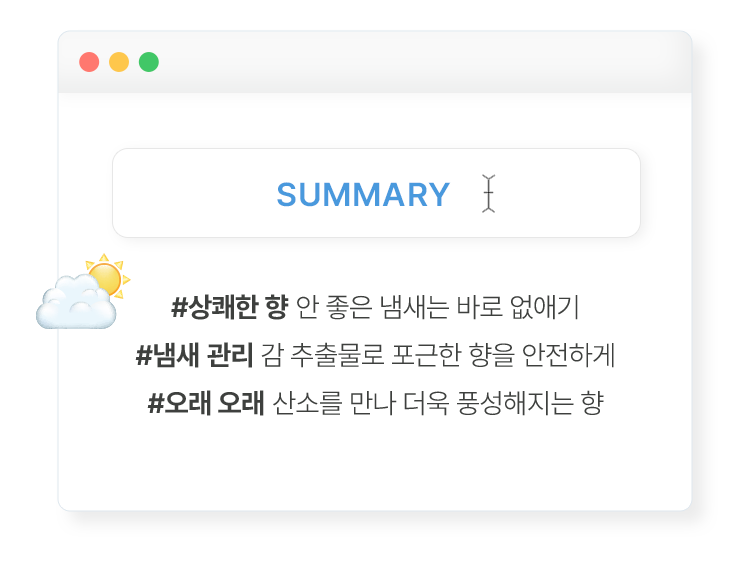 SUMMARY
#상쾌한 향 안 좋은 냄새는 바로 없애기
#냄새 관리 감 추출물로 포근한 향을 안전하게
#오래 오래 산소를 만나 더욱 풍성해지는 향